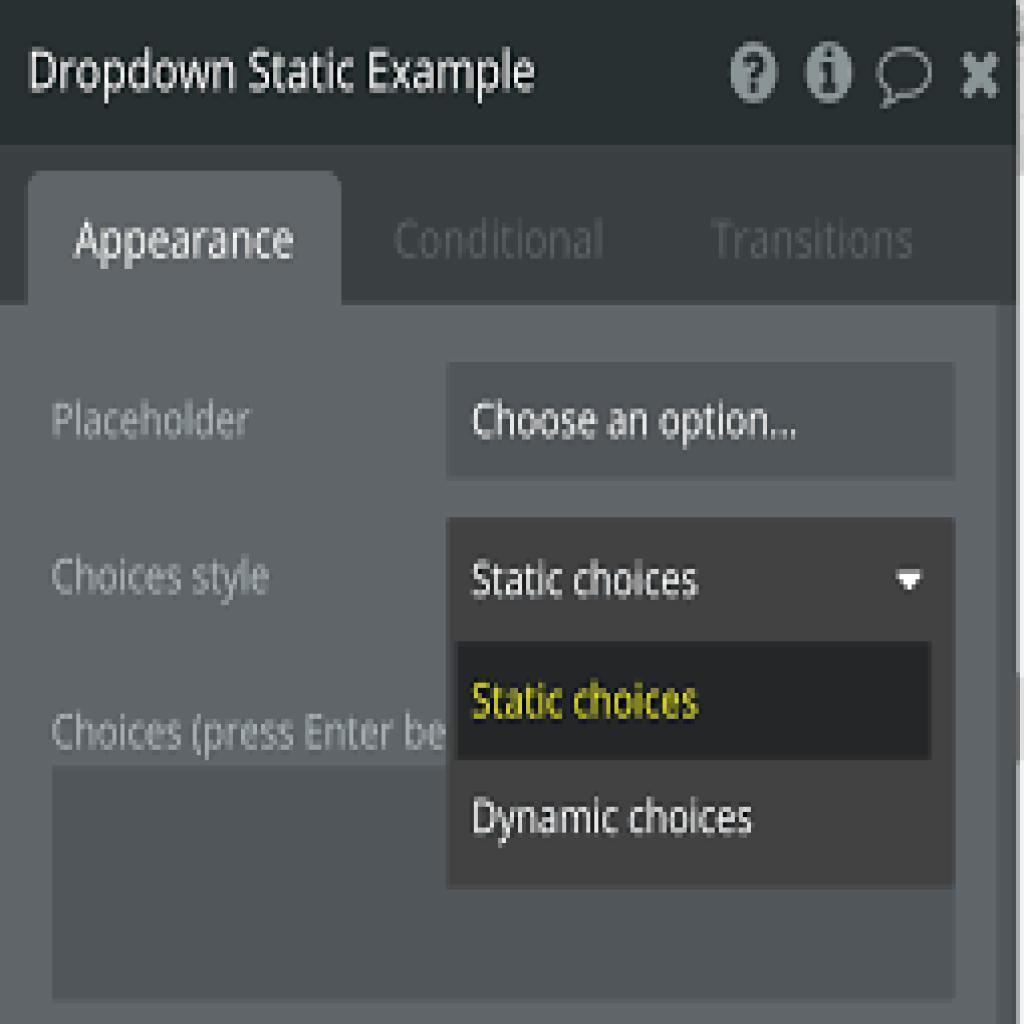 Dropdown Static Example
Appearance Conditional Transitions
Placeholder Choose an option...
Choices style Static choices
Static choices
Choices (press Enter be
Dynamic choices